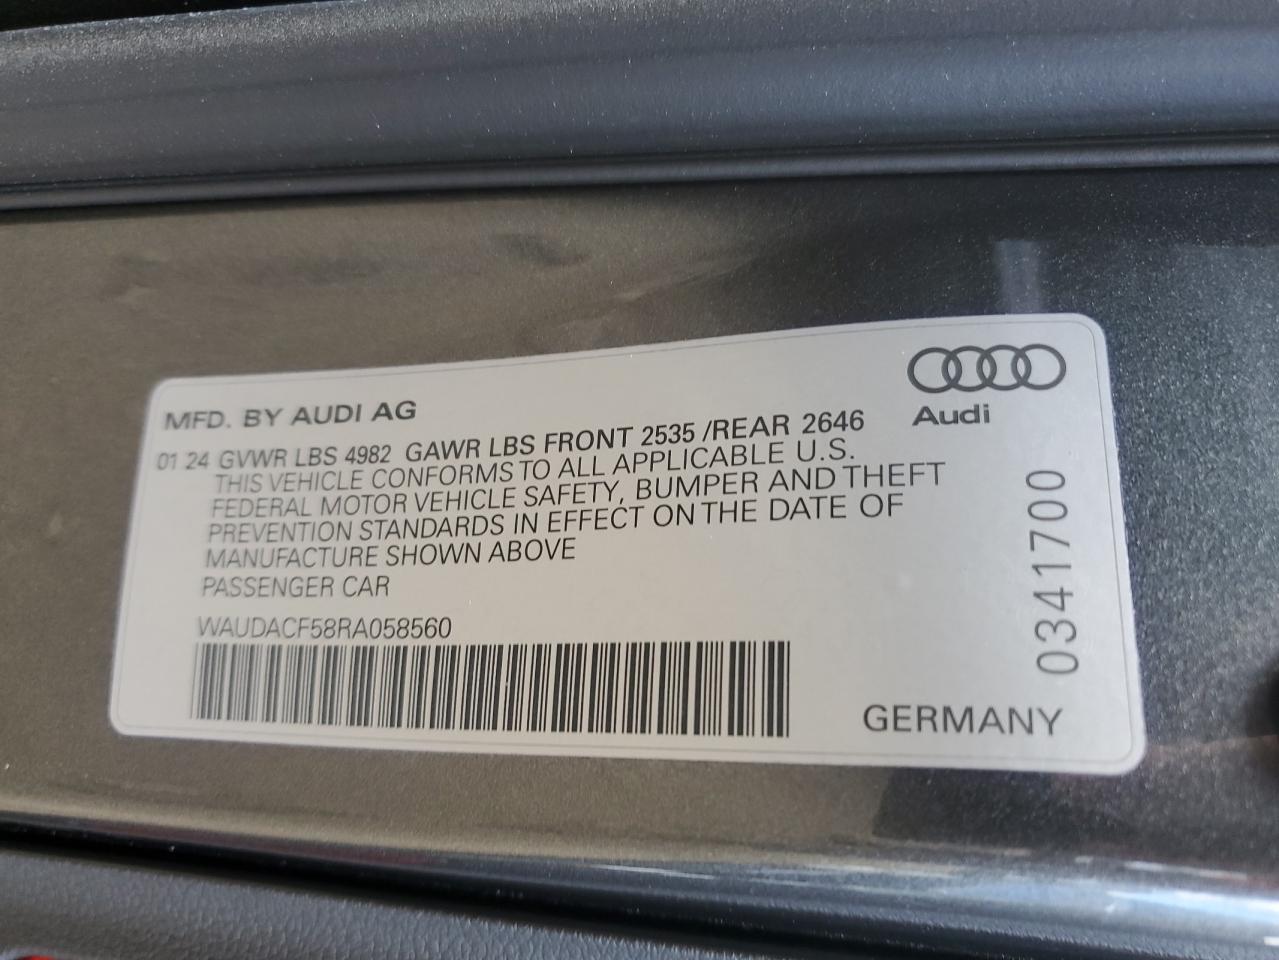 MFD. BY AUDI AG
Audi
01 24 GVWR LBS 4982 GAWR LBS FRONT 2535 /REAR 2646
THIS VEHICLE CONFORMS TO ALL APPLICABLE U.S.
FEDERAL MOTOR VEHICLE SAFETY, BUMPER AND THEFT
PREVENTION STANDARDS IN EFFECT ON THE DATE OF
MANUFACTURE SHOWN ABOVE
PASSENGER CAR
WAUDACF58RA058560
0341700
GERMANY